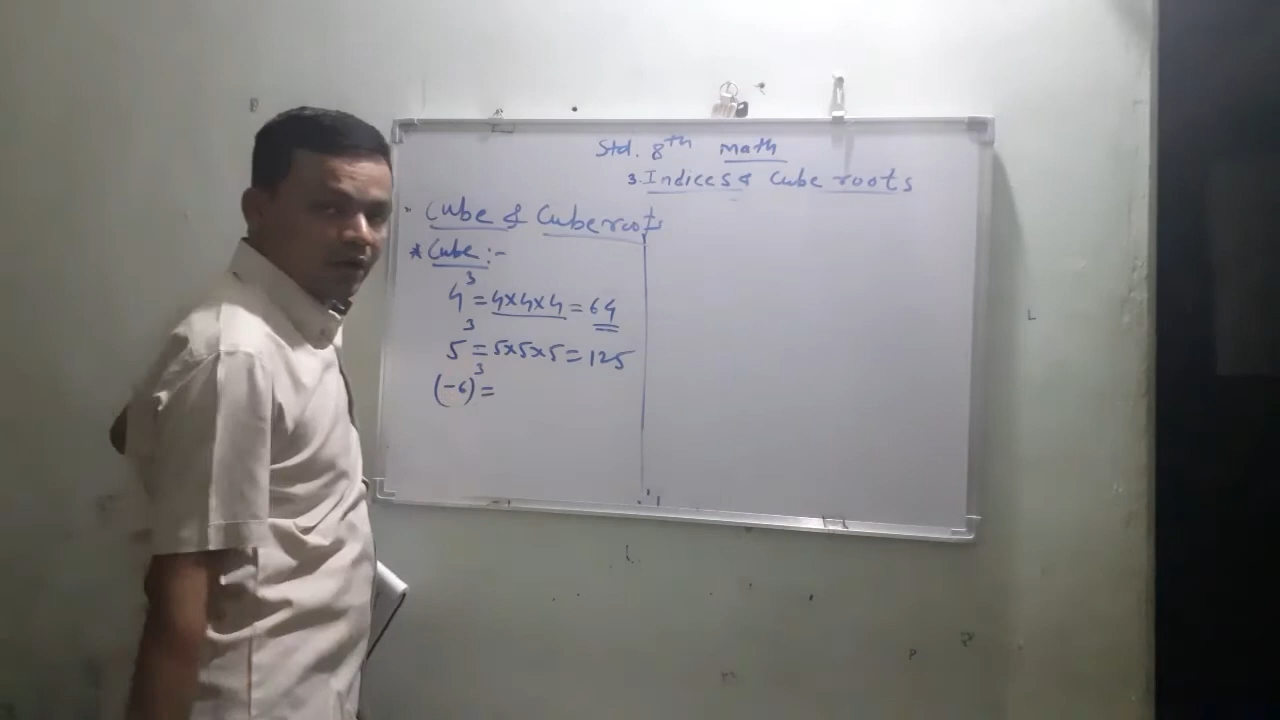 Std. 8th Math
3. Indices & Cube roots
Cube & Cuberoots
* Cube :-
4³ = 4×4×4 = 64
5³ = 5×5×5 = 125
(-6)³ =